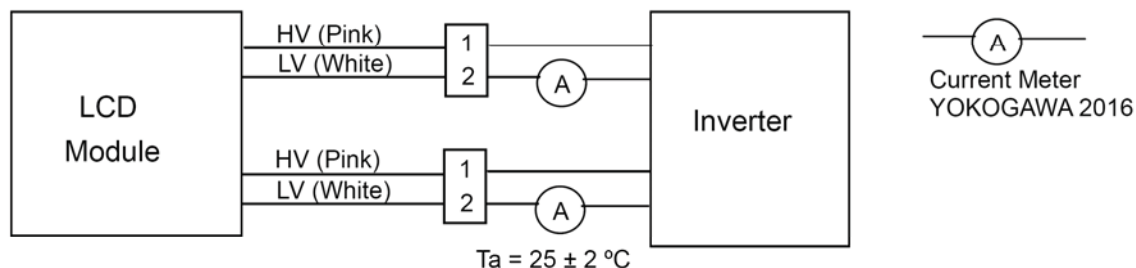 HV (Pink)
1
A
LV (White)
2
A
Current Meter
YOKOGAWA 2016
LCD
Module
Inverter
HV (Pink)
1
LV (White)
2
A
Ta = 25 ± 2 ºC